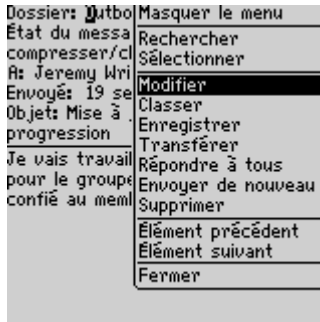 Dossier: Outbo
État du messa
compresser/cl
A: Jeremy Wri
Envoyé: 19 se
Objet: Mise à
progression
Je vais travail
pour le groupe
confié au meml
Masquer le menu
Rechercher
Sélectionner
Modifier
Classer
Enregistrer
Transférer
Répondre à tous
Envoyer de nouveau
Supprimer
Élément précédent
Élément suivant
Fermer